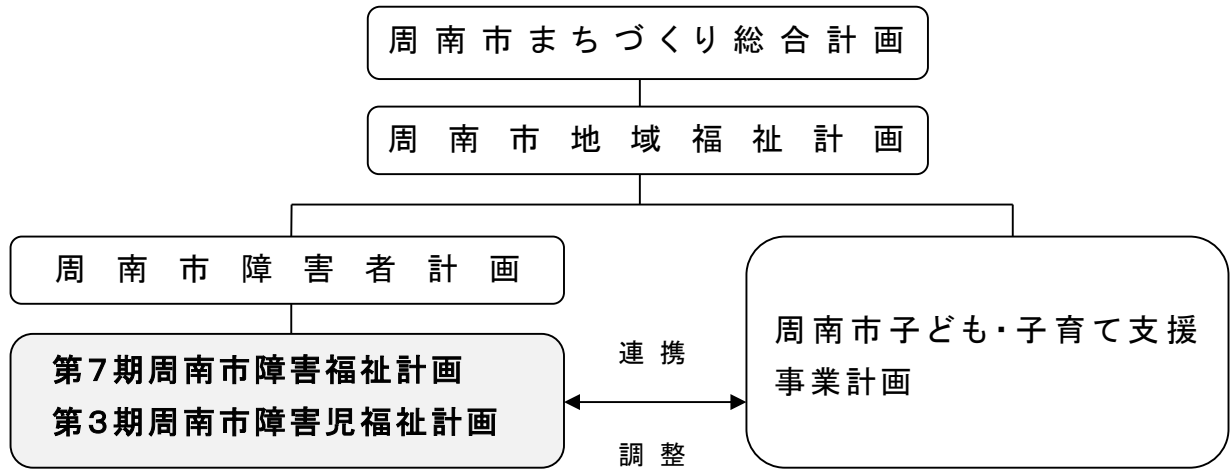 周南市まちづくり総合計画
周南市地域福祉計画
周南市障害者計画
第7期周南市障害福祉計画
第3期周南市障害児福祉計画
連携
調整
周南市子ども・子育て支援
事業計画